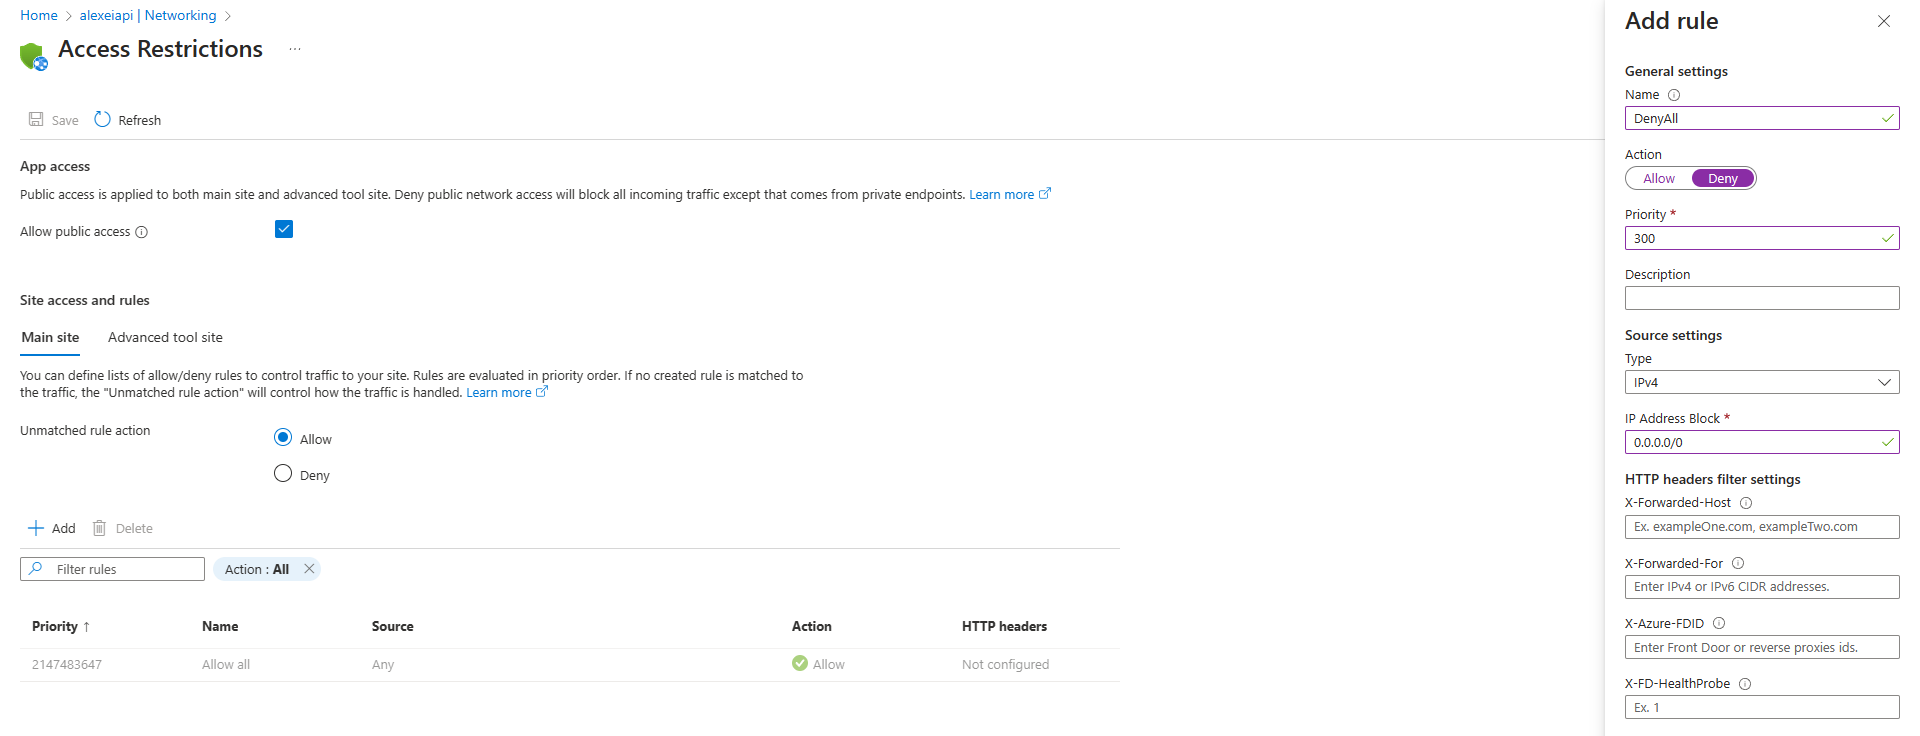 Home > alexeiapi | Networking >
Access Restrictions ...
Save Refresh
App access
Public access is applied to both main site and advanced tool site. Deny public network access will block all incoming traffic except that comes from private endpoints. Learn more
Allow public access
Site access and rules
Main site Advanced tool site
You can define lists of allow/deny rules to control traffic to your site. Rules are evaluated in priority order. If no created rule is matched to
the traffic, the "Unmatched rule action" will control how the traffic is handled. Learn more
Unmatched rule action
Allow
Deny
Add Delete
Filter rules Action : All
Priority ↑ Name Source Action HTTP headers
2147483647 Allow all Any Allow Not configured
Add rule
General settings
Name
DenyAll
Action
Allow Deny
Priority *
300
Description
Source settings
Type
IPv4
IP Address Block *
0.0.0.0/0
HTTP headers filter settings
X-Forwarded-Host
Ex. exampleOne.com, exampleTwo.com
X-Forwarded-For
Enter IPv4 or IPv6 CIDR addresses.
X-Azure-FDID
Enter Front Door or reverse proxies ids.
X-FD-HealthProbe
Ex. 1